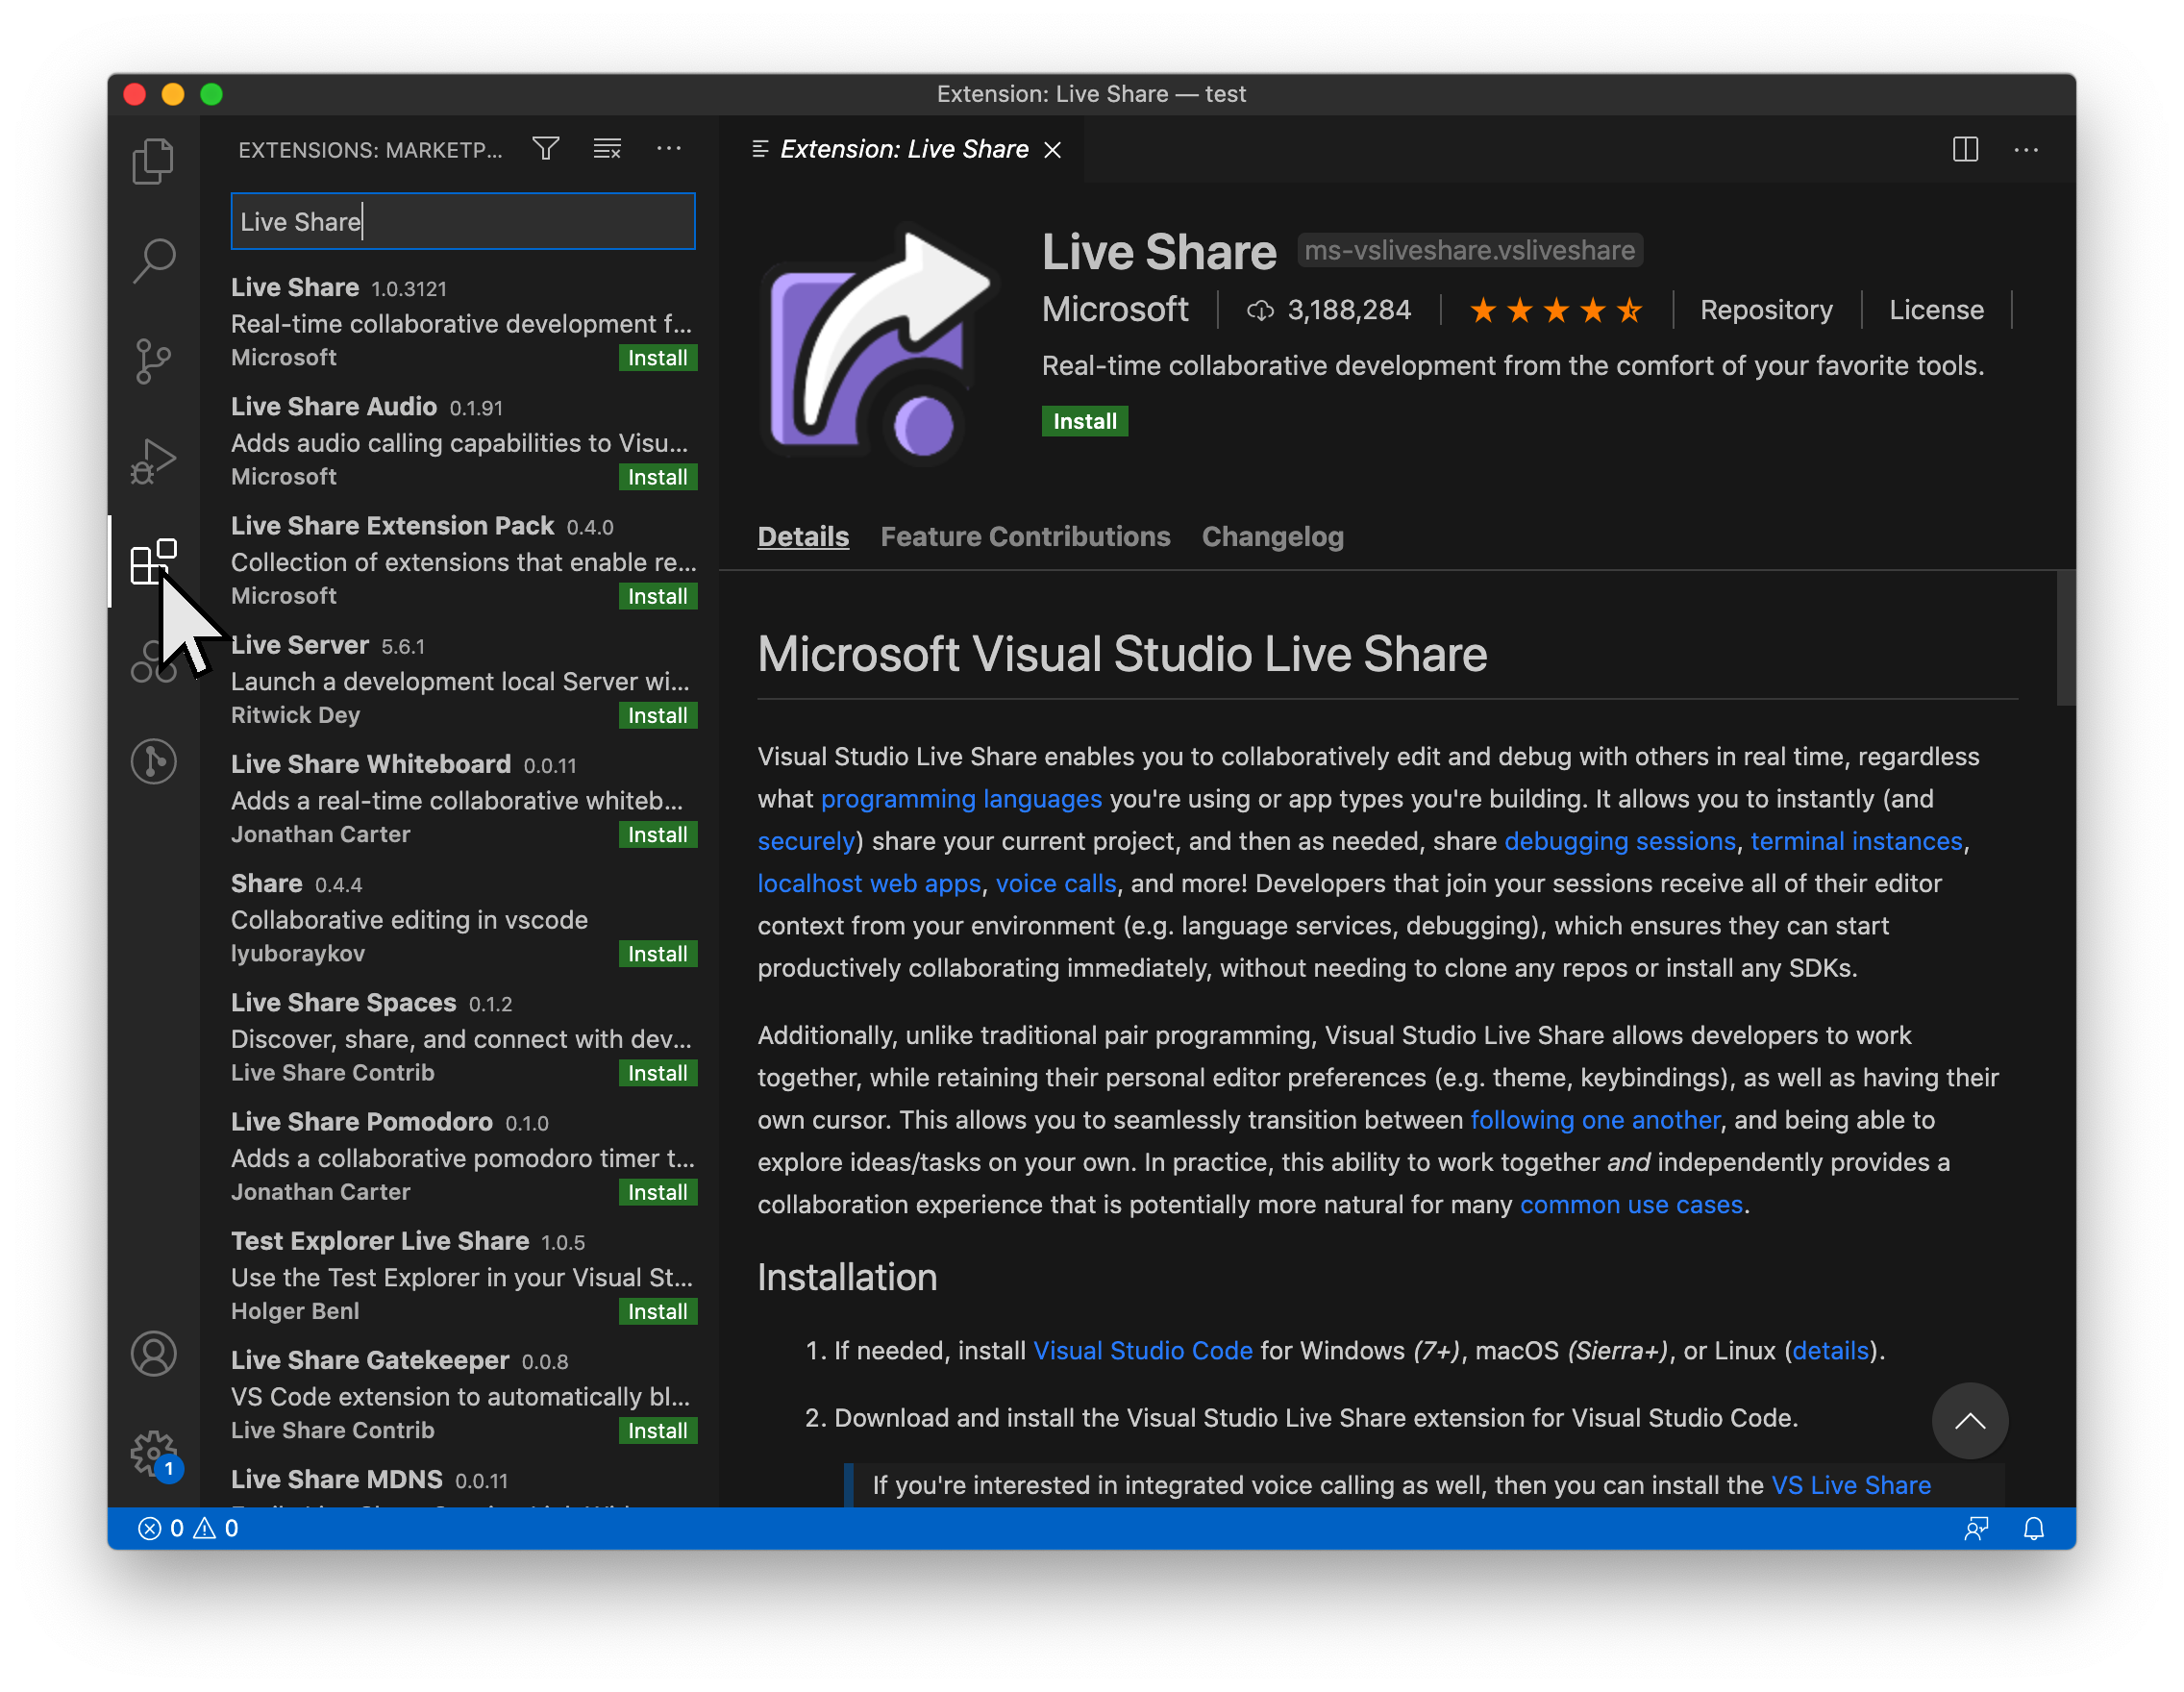 Extension: Live Share — test
EXTENSIONS: MARKETP...
Live Share
Live Share 1.0.3121
Real-time collaborative development f...
Microsoft Install
Live Share Audio 0.1.91
Adds audio calling capabilities to Visu...
Microsoft Install
Live Share Extension Pack 0.4.0
Collection of extensions that enable re...
Microsoft Install
Live Server 5.6.1
Launch a development local Server wi...
Ritwick Dey Install
Live Share Whiteboard 0.0.11
Adds a real-time collaborative whiteb...
Jonathan Carter Install
Share 0.4.4
Collaborative editing in vscode
lyuboraykov Install
Live Share Spaces 0.1.2
Discover, share, and connect with dev...
Live Share Contrib Install
Live Share Pomodoro 0.1.0
Adds a collaborative pomodoro timer t...
Jonathan Carter Install
Test Explorer Live Share 1.0.5
Use the Test Explorer in your Visual St...
Holger Benl Install
Live Share Gatekeeper 0.0.8
VS Code extension to automatically bl...
Live Share Contrib Install
Live Share MDNS 0.0.11
Extension: Live Share
Live Share ms-vsliveshare.vsliveshare
Microsoft 3,188,284 Repository License
Real-time collaborative development from the comfort of your favorite tools.
Install
Details Feature Contributions Changelog
Microsoft Visual Studio Live Share
Visual Studio Live Share enables you to collaboratively edit and debug with others in real time, regardless
what programming languages you're using or app types you're building. It allows you to instantly (and
securely) share your current project, and then as needed, share debugging sessions, terminal instances,
localhost web apps, voice calls, and more! Developers that join your sessions receive all of their editor
context from your environment (e.g. language services, debugging), which ensures they can start
productively collaborating immediately, without needing to clone any repos or install any SDKs.
Additionally, unlike traditional pair programming, Visual Studio Live Share allows developers to work
together, while retaining their personal editor preferences (e.g. theme, keybindings), as well as having their
own cursor. This allows you to seamlessly transition between following one another, and being able to
explore ideas/tasks on your own. In practice, this ability to work together and independently provides a
collaboration experience that is potentially more natural for many common use cases.
Installation
1. If needed, install Visual Studio Code for Windows (7+), macOS (Sierra+), or Linux (details).
2. Download and install the Visual Studio Live Share extension for Visual Studio Code.
If you're interested in integrated voice calling as well, then you can install the VS Live Share
1
0 0